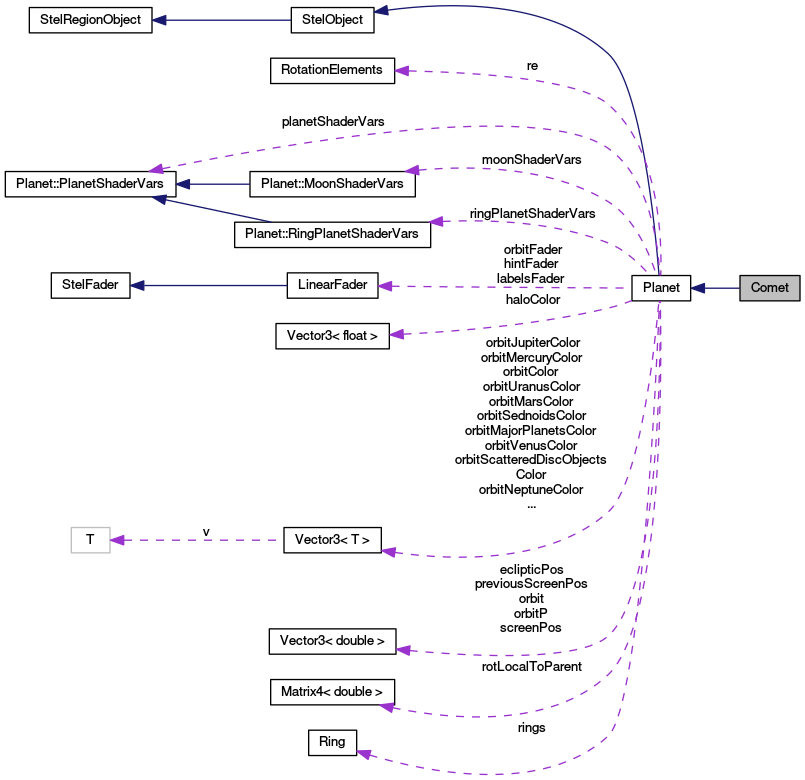 StelRegionObject
StelObject
RotationElements
re
planetShaderVars
moonShaderVars
Planet::PlanetShaderVars
Planet::MoonShaderVars
ringPlanetShaderVars
Planet::RingPlanetShaderVars
orbitFader
hintFader
labelsFader
StelFader
LinearFader
Planet
Comet
haloColor
Vector3< float >
orbitJupiterColor
orbitMercuryColor
orbitColor
orbitUranusColor
orbitMarsColor
orbitSednoidsColor
orbitMajorPlanetsColor
orbitVenusColor
orbitScatteredDiscObjects
Color
orbitNeptuneColor
...
T
v
Vector3< T >
eclipticPos
previousScreenPos
orbit
orbitP
screenPos
Vector3< double >
rotLocalToParent
Matrix4< double >
rings
Ring